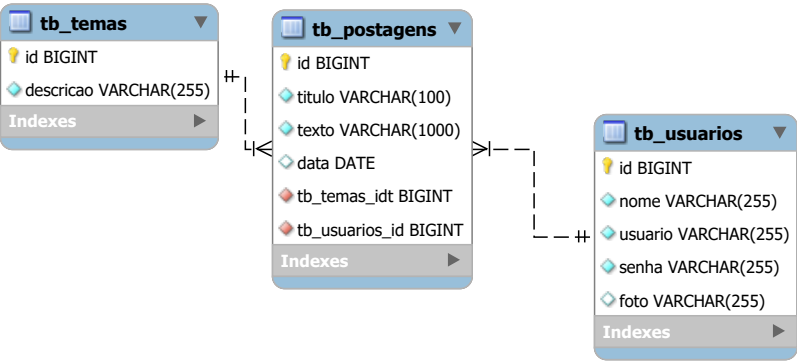 tb_temas
id BIGINT
descricao VARCHAR(255)
Indexes
tb_postagens
id BIGINT
titulo VARCHAR(100)
texto VARCHAR(1000)
data DATE
tb_temas_idt BIGINT
tb_usuarios_id BIGINT
Indexes
tb_usuarios
id BIGINT
nome VARCHAR(255)
usuario VARCHAR(255)
senha VARCHAR(255)
foto VARCHAR(255)
Indexes